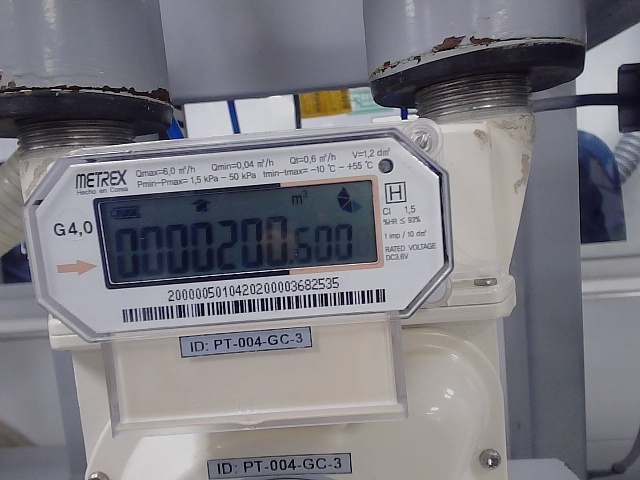 METREX
Hecho en Corea
Qmax=6,0 m³/h Qmin=0,04 m³/h Qt=0,6 m³/h V=1,2 dm³
Pmin-Pmax= 1,5 kPa - 50 kPa tmin-tmax= -10 °C - +55 °C
G4,0
m³
0000200.500
H
Cl 1,5
%HR ≤ 93%
1 imp / 10 dm³
RATED VOLTAGE
DC3.6V
20000050104202000036 82535
ID: PT-004-GC-3
ID: PT-004-GC-3